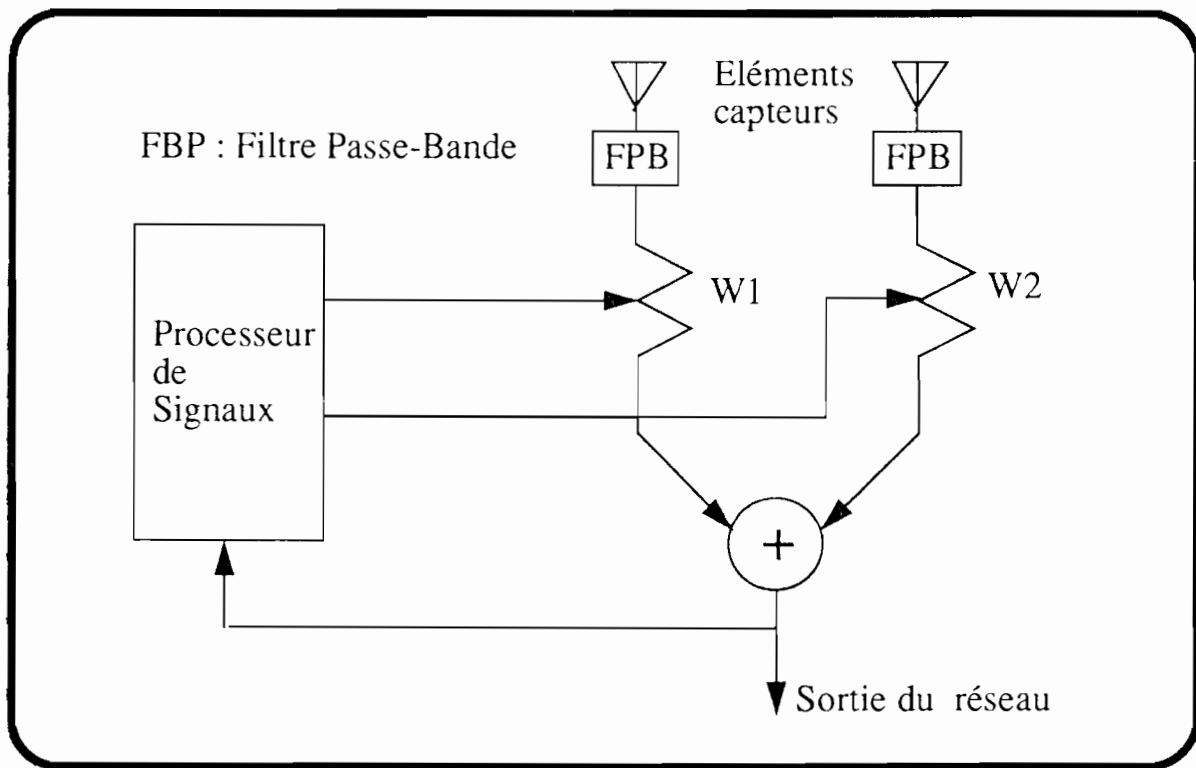 Eléments
capteurs
FBP : Filtre Passe-Bande
FPB
FPB
W1
W2
Processeur
de
Signaux
+
Sortie du réseau